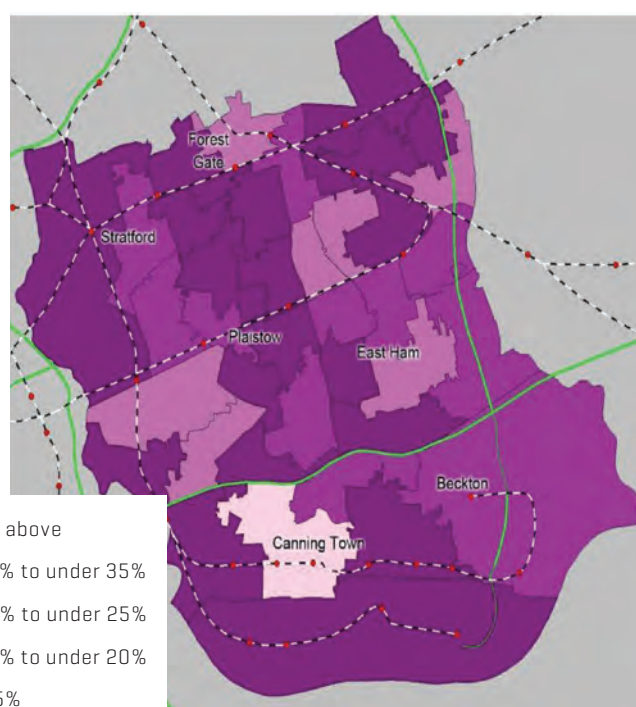 Forest
Gate
Stratford
Plaistow
East Ham
Beckton
Canning Town
above
% to under 35%
% to under 25%
% to under 20%
5%